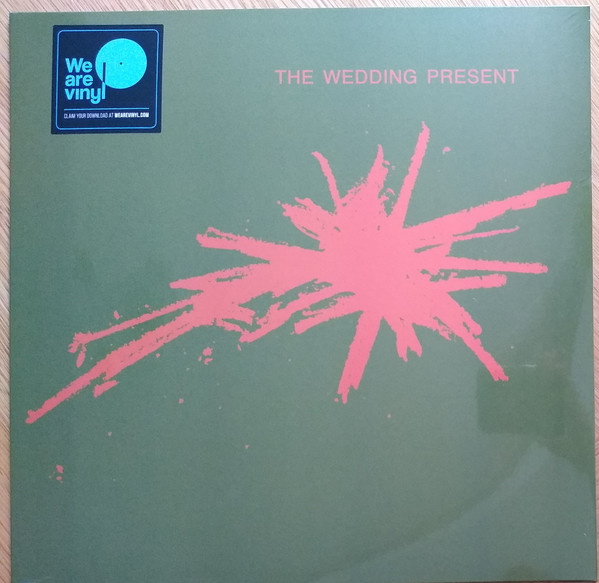 We
are
vinyl
CLAIM YOUR DOWNLOAD AT WEAREVINYL.COM
THE WEDDING PRESENT